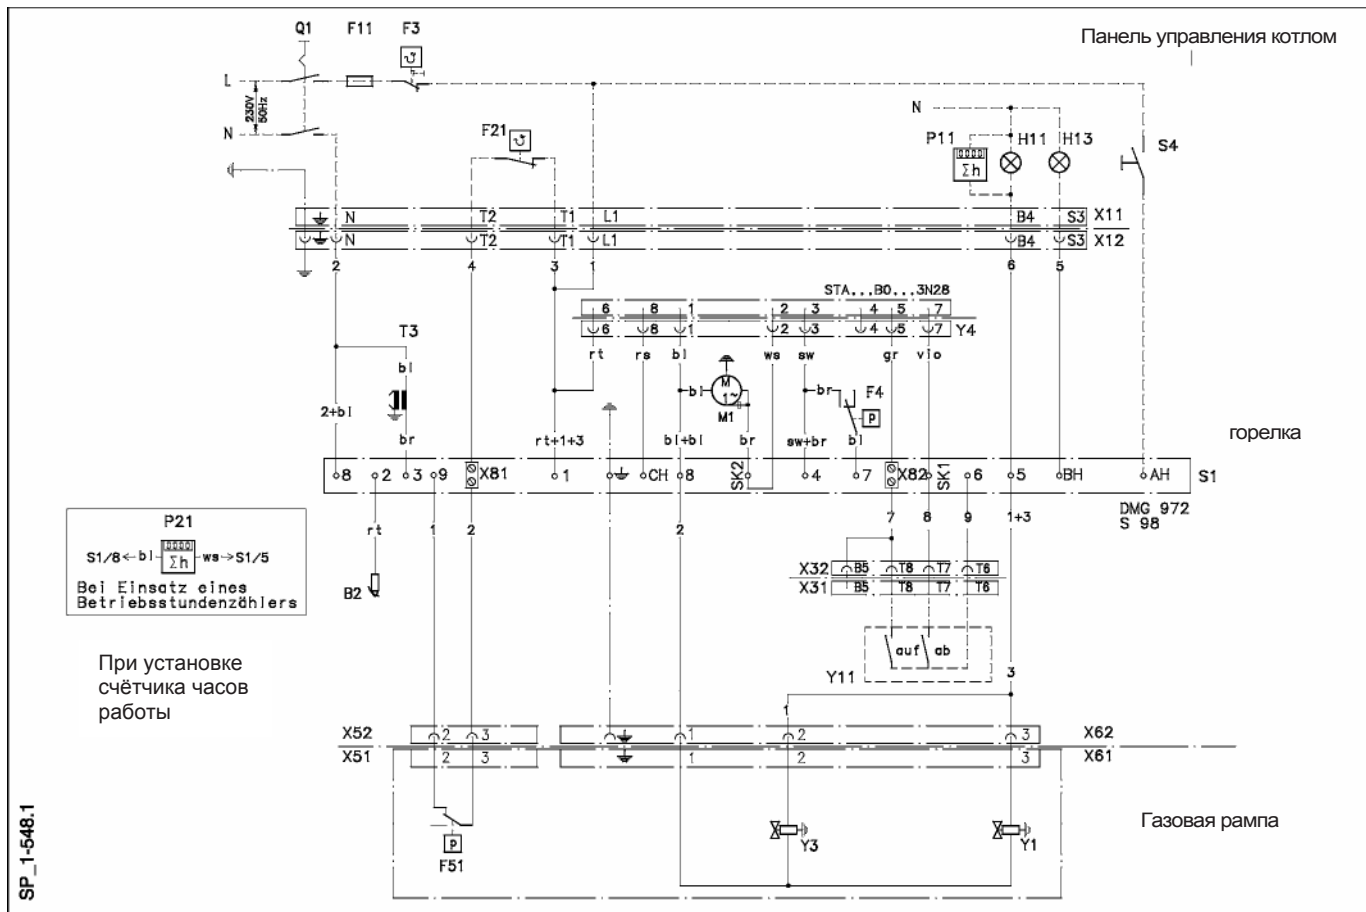 Q1 F11 F3
Панель управления котлом
L
230V
50Hz
N
F21
N
P11 H11 H13
0000
Σh
S4
N T2 T1 L1 B4 S3 X11
N T2 T1 L1 B4 S3 X12
2 4 3 1 6 5
STA...BO...3N28
6 8 1 2 3 4 5 7
6 8 1 2 3 4 5 7 Y4
T3
rt rs bl ws sw gr vio
bl
M
1~
M1
bl
br F4
P
2+bl
br rt+1+3 bl+bl br sw+br bl
горелка
8 2 3 9 X81 1 CH 8 SK2 4 7 X82 SK1 6 5 BH AH S1
DMG 972
S 98
rt 1 2 2 7 8 9 1+3
P21
S1/8 ← bl 0000 ws → S1/5
Σh
Bei Einsatz eines
Betriebsstundenzählers
B2
X32 B5 T8 T7 T6
X31 B5 T8 T7 T6
auf ab
Y11
3
1
При установке
счётчика часов
работы
X52 2 3 1 2 3 X62
X51 2 3 1 2 3 X61
P
F51
Y3
Y1
Газовая рампа
SP_1-548.1